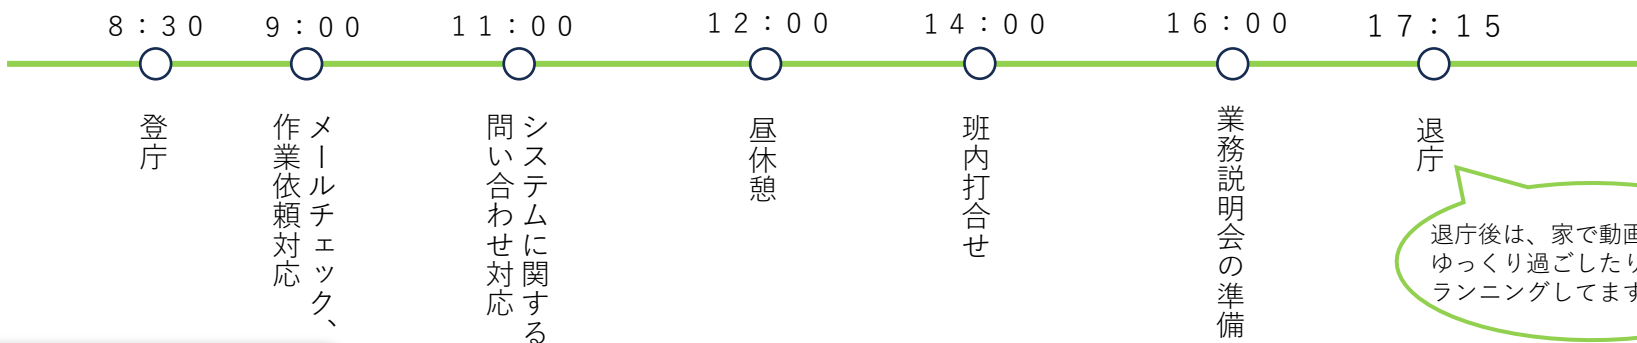 8：30
登庁
9：00
メールチェック、
作業依頼対応
11：00
システムに関する
問い合わせ対応
12：00
昼休憩
14：00
班内打合せ
16：00
業務説明会の準備
17：15
退庁
退庁後は、家で動画
ゆっくり過ごしたり
ランニングしてます